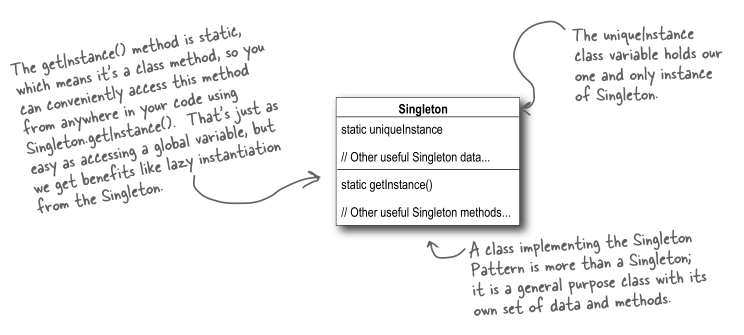 The getInstance() method is static,
which means it's a class method, so you
can conveniently access this method
from anywhere in your code using
Singleton.getInstance(). That's just as
easy as accessing a global variable, but
we get benefits like lazy instantiation
from the Singleton.
The uniqueInstance
class variable holds our
one and only instance
of Singleton.
Singleton
static uniqueInstance
// Other useful Singleton data...
static getInstance()
// Other useful Singleton methods...
A class implementing the Singleton
Pattern is more than a Singleton;
it is a general purpose class with its
own set of data and methods.